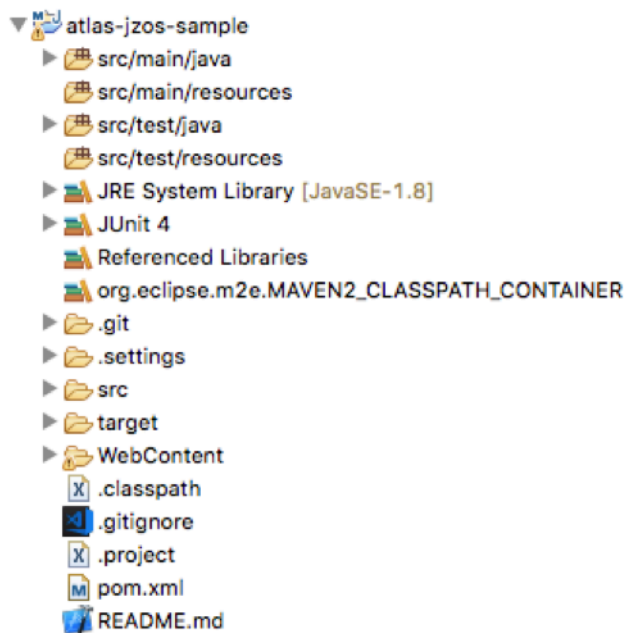 atlas-jzos-sample
src/main/java
src/main/resources
src/test/java
src/test/resources
JRE System Library [JavaSE-1.8]
JUnit 4
Referenced Libraries
org.eclipse.m2e.MAVEN2_CLASSPATH_CONTAINER
.git
.settings
src
target
WebContent
.classpath
.gitignore
.project
pom.xml
README.md